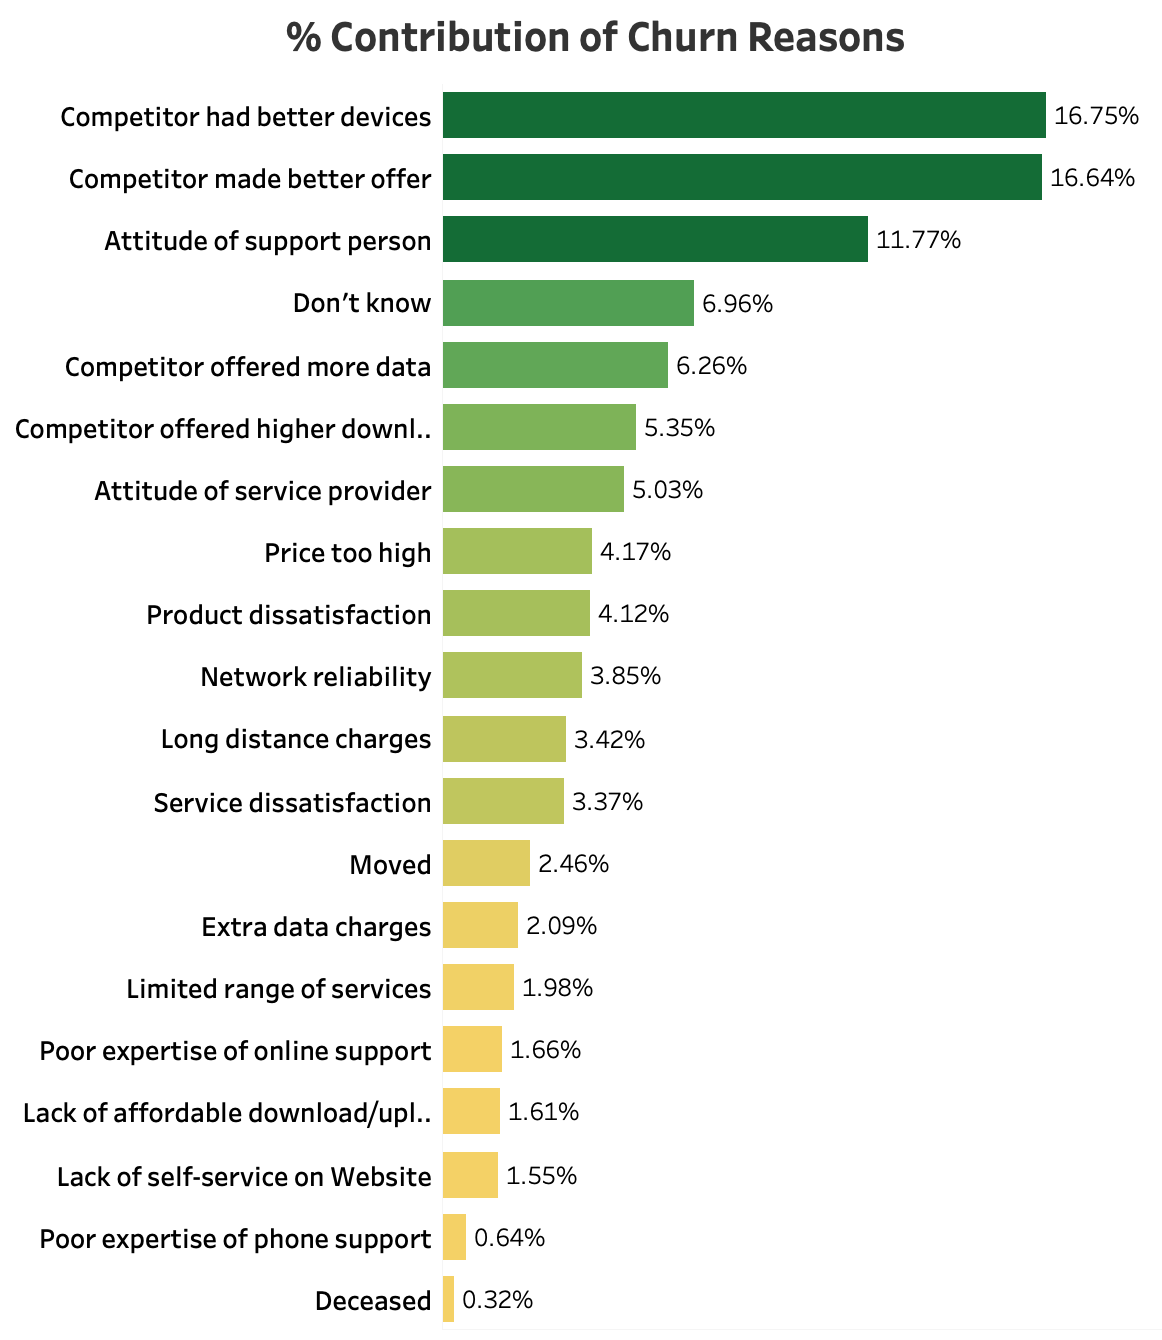 % Contribution of Churn Reasons
Competitor had better devices 16.75%
Competitor made better offer 16.64%
Attitude of support person 11.77%
Don’t know 6.96%
Competitor offered more data 6.26%
Competitor offered higher downl.. 5.35%
Attitude of service provider 5.03%
Price too high 4.17%
Product dissatisfaction 4.12%
Network reliability 3.85%
Long distance charges 3.42%
Service dissatisfaction 3.37%
Moved 2.46%
Extra data charges 2.09%
Limited range of services 1.98%
Poor expertise of online support 1.66%
Lack of affordable download/upl.. 1.61%
Lack of self-service on Website 1.55%
Poor expertise of phone support 0.64%
Deceased 0.32%